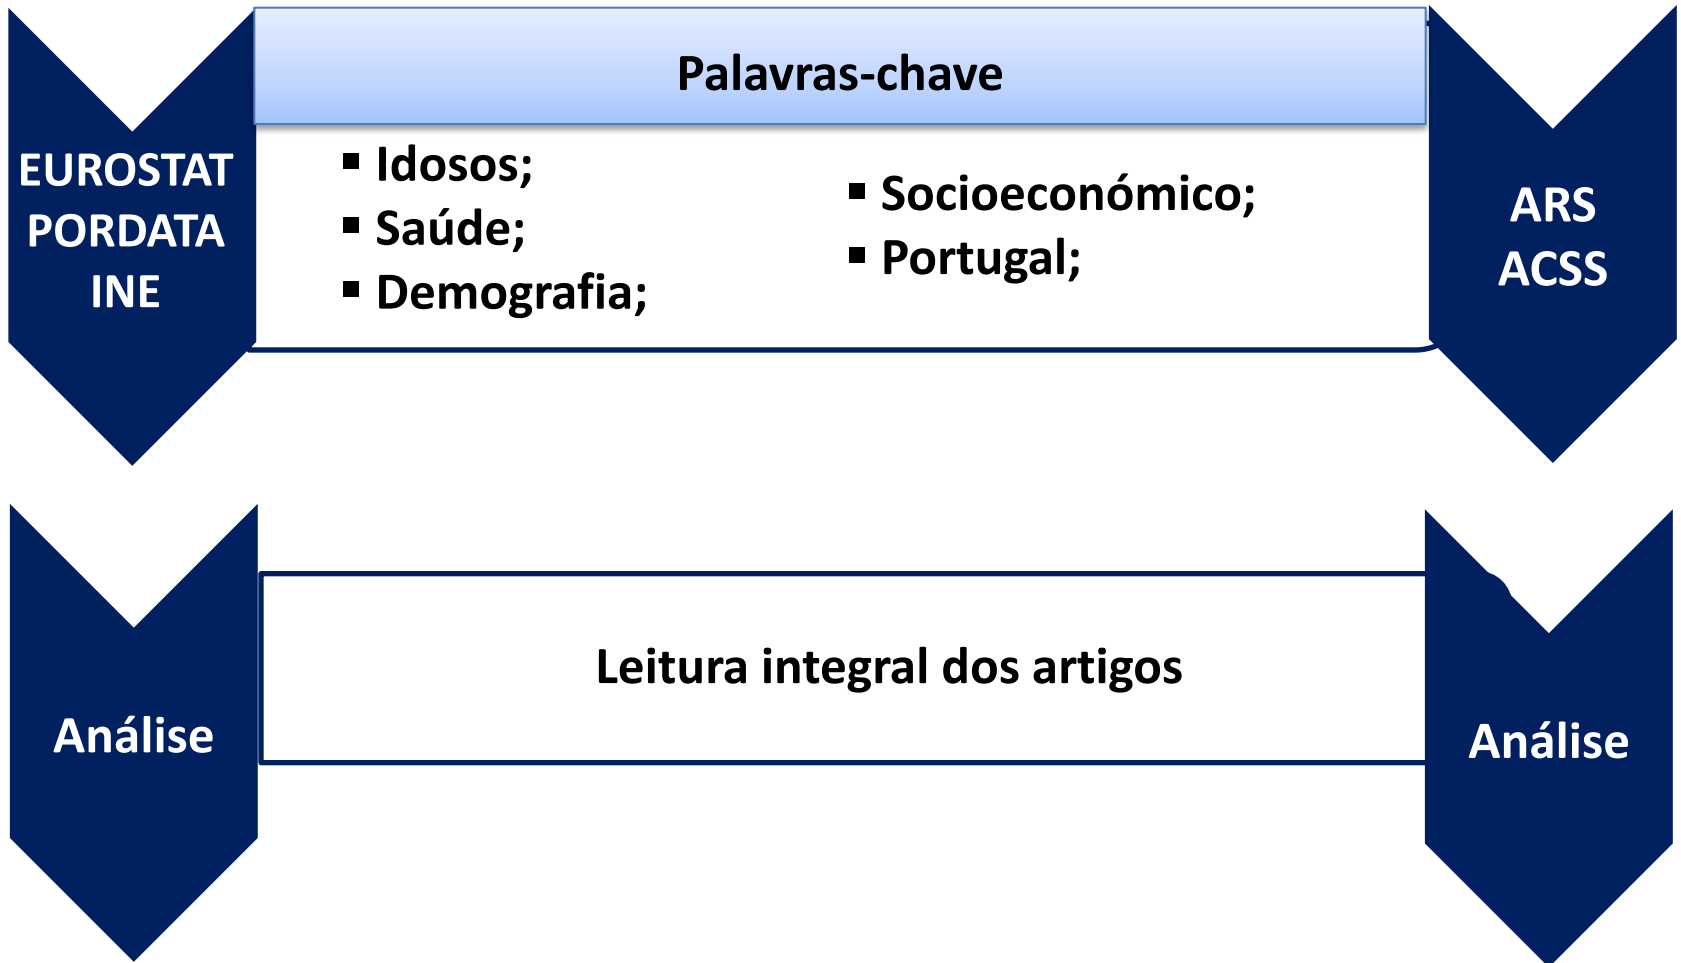 Palavras-chave
EUROSTAT
PORDATA
INE
▪ Idosos;
▪ Saúde;
▪ Demografia;
▪ Socioeconómico;
▪ Portugal;
ARS
ACSS
Análise
Leitura integral dos artigos
Análise